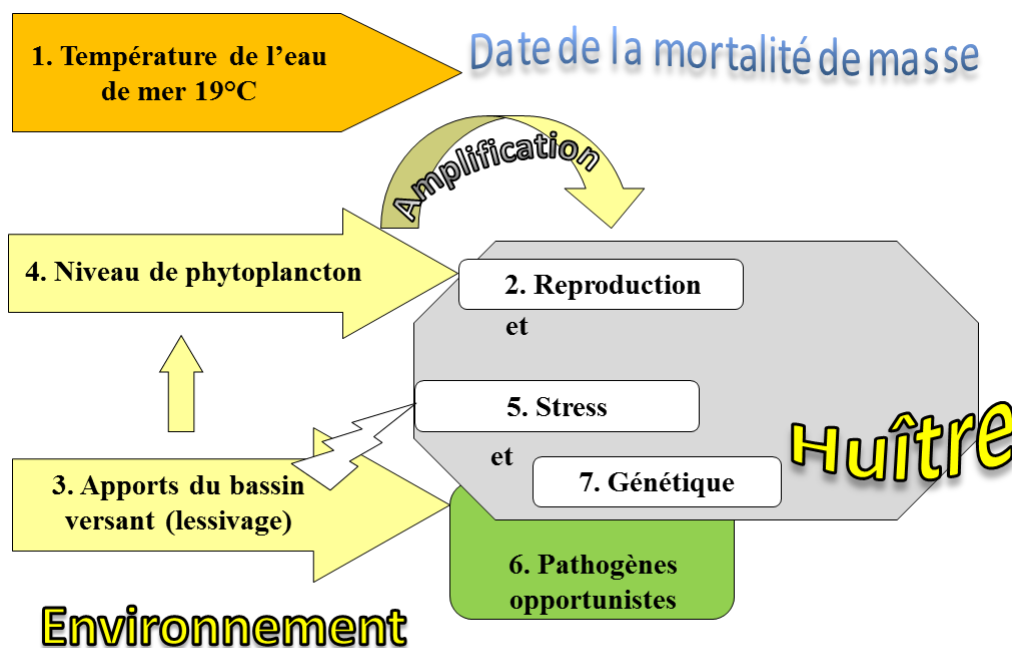 1. Température de l'eau
de mer 19°C
Date de la mortalité de masse
Amplification
4. Niveau de phytoplancton
2. Reproduction
et
5. Stress
et
7. Génétique
Huître
3. Apports du bassin
versant (lessivage)
6. Pathogènes
opportunistes
Environnement